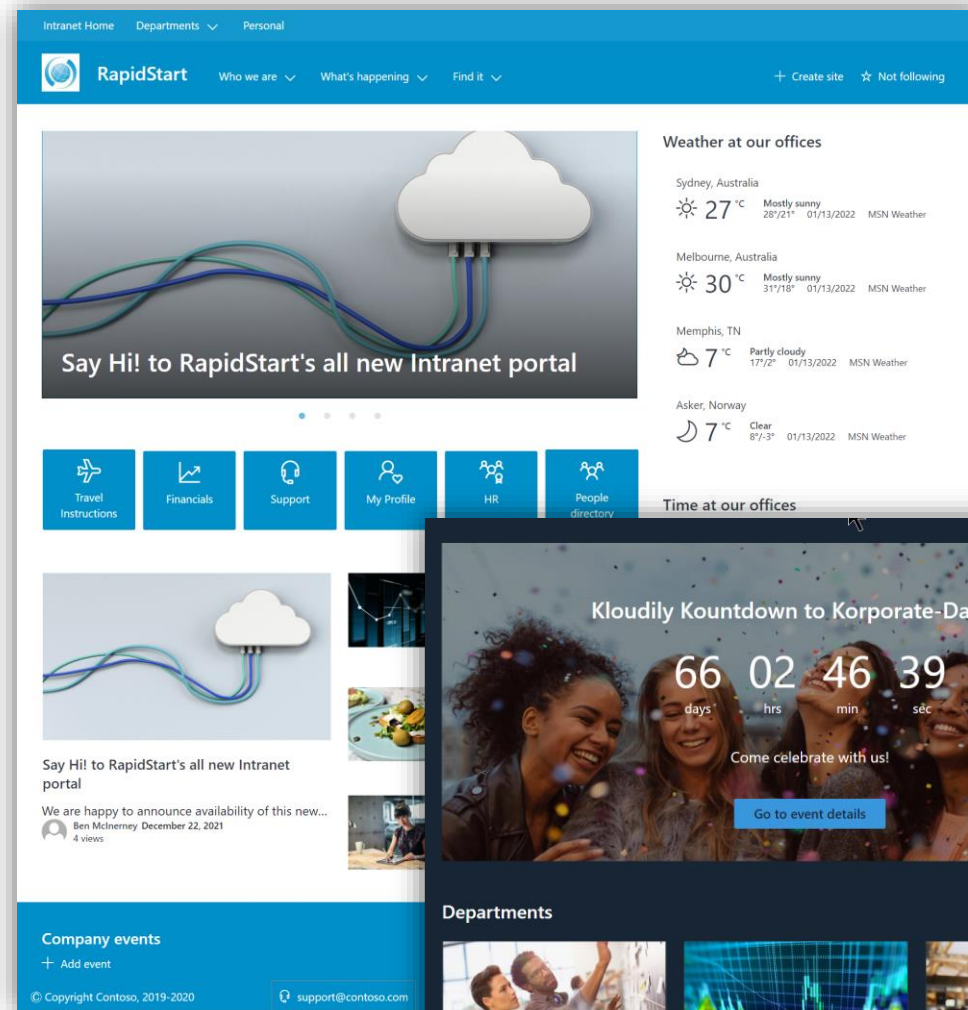 Intranet Home Departments Personal
RapidStart Who we are What's happening Find it + Create site Not following
Say Hi! to RapidStart's all new Intranet portal
Travel Instructions
Financials
Support
My Profile
HR
People directory
Weather at our offices
Sydney, Australia
27 °C Mostly sunny
28°/21° 01/13/2022 MSN Weather
Melbourne, Australia
30 °C Mostly sunny
31°/18° 01/13/2022 MSN Weather
Memphis, TN
7 °C Partly cloudy
17°/2° 01/13/2022 MSN Weather
Asker, Norway
7 °C Clear
8°/-3° 01/13/2022 MSN Weather
Time at our offices
Say Hi! to RapidStart's all new Intranet
portal
We are happy to announce availability of this new...
Ben McInerney December 22, 2021
4 views
Company events
+ Add event
© Copyright Contoso, 2019-2020
support@contoso.com
Kloudily Kountdown to Korporate-Da
66 02 46 39
days hrs min sec
Come celebrate with us!
Go to event details
Departments